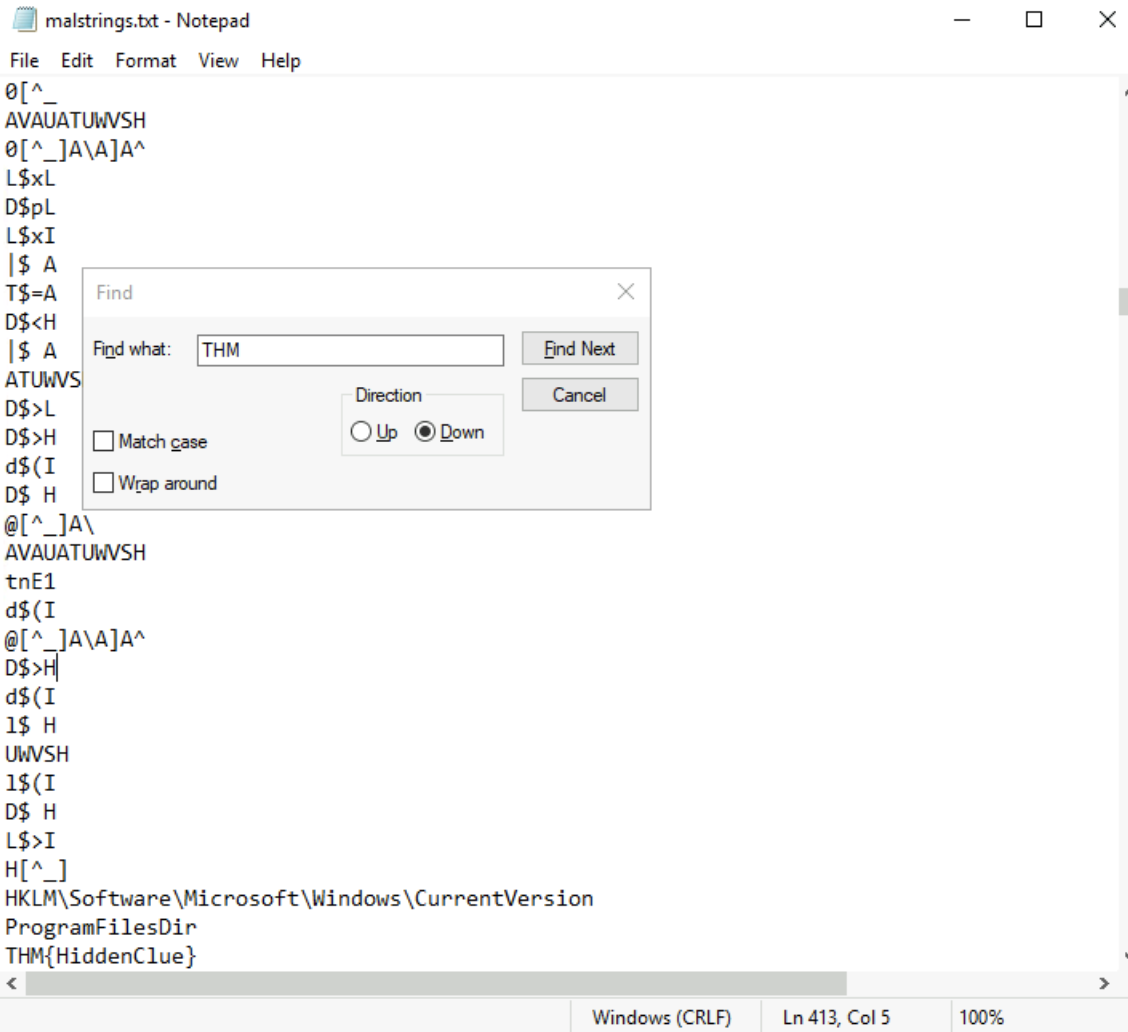 malstrings.txt - Notepad
File Edit Format View Help
0[^_
AVAUATUWVSH
0[^_]A\A]A^
L$xL
D$pL
L$xI
|$ A
T$=A
D$<H
|$ A
ATUWVS
D$>L
D$>H
d$(I
D$ H
@[^_]A\
AVAUATUWVSH
tnE1
d$(I
@[^_]A\A]A^
D$>H
d$(I
l$ H
UWVSH
l$(I
D$ H
L$>I
H[^_]
HKLM\Software\Microsoft\Windows\CurrentVersion
ProgramFilesDir
THM{HiddenClue}
Find
Find what: THM Find Next
Direction Cancel
Up Down
Match case
Wrap around
Windows (CRLF) Ln 413, Col 5 100%